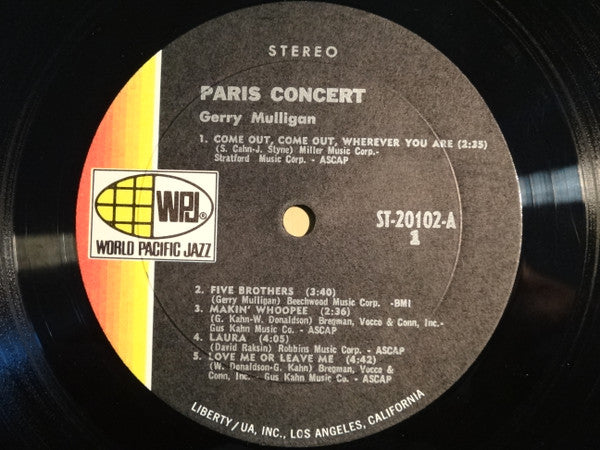 STEREO
PARIS CONCERT
Gerry Mulligan
1. COME OUT, COME OUT, WHEREVER YOU ARE (2:35)
(S. Cahn-J. Styne) Miller Music Corp.-
Stratford Music Corp. - ASCAP
WPJ®
WORLD PACIFIC JAZZ
ST-20102-A
1
2. FIVE BROTHERS (3:40)
(Gerry Mulligan) Beechwood Music Corp. -BMI
3. MAKIN' WHOOPEE (2:36)
(G. Kahn-W. Donaldson) Bregman, Vocco & Conn, Inc.-
Gus Kahn Music Co. - ASCAP
4. LAURA (4:05)
(David Raksin) Robbins Music Corp. - ASCAP
5. LOVE ME OR LEAVE ME (4:42)
(W. Donaldson-G. Kahn) Bregman, Vocco &
Conn, Inc. Gus Kahn Music Co. - ASCAP
LIBERTY/UA, INC., LOS ANGELES, CALIFORNIA